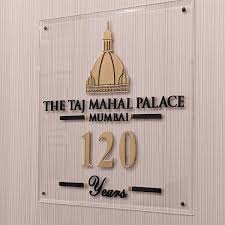 THE TAJ MAHAL PALACE
MUMBAI
120
Years